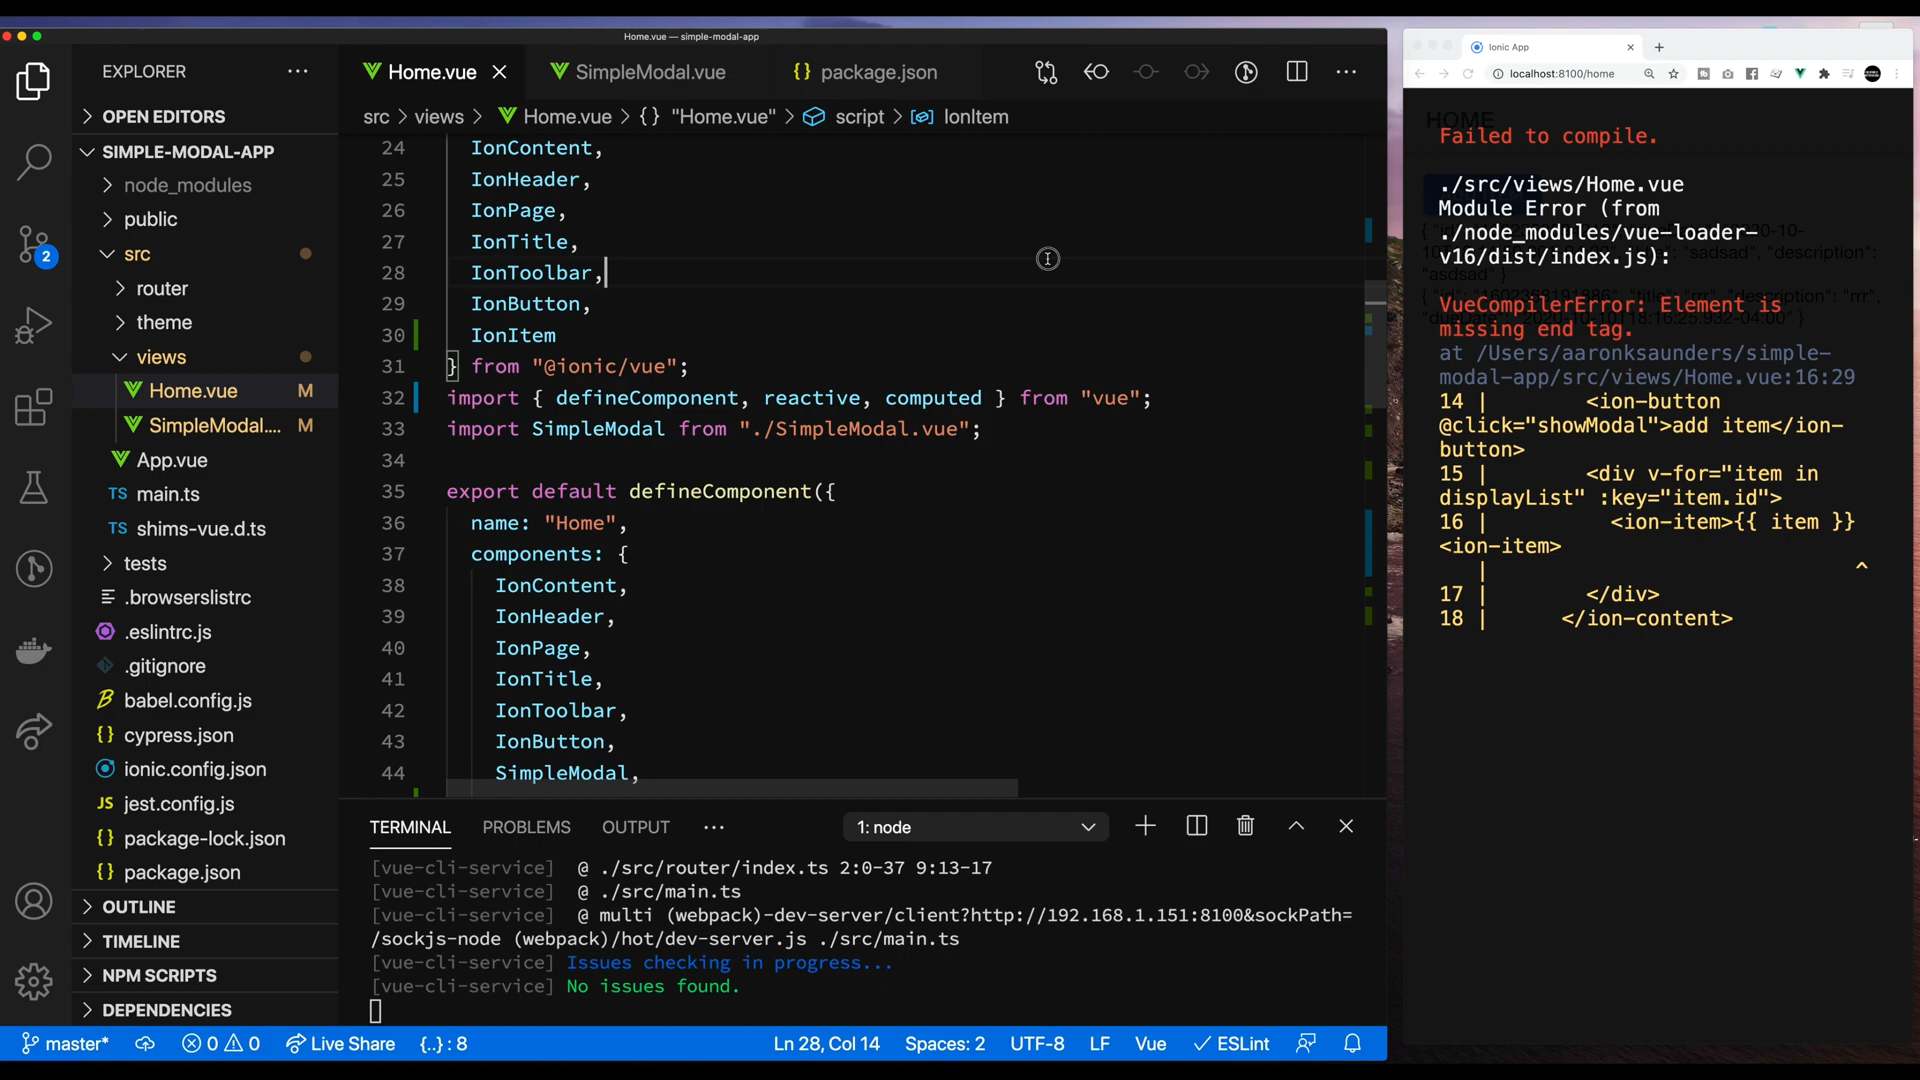 Home.vue — simple-modal-app
EXPLORER
OPEN EDITORS
SIMPLE-MODAL-APP
node_modules
public
src
router
theme
views
Home.vue M
SimpleModal.... M
App.vue
TS main.ts
TS shims-vue.d.ts
tests
.browserslistrc
.eslintrc.js
.gitignore
babel.config.js
{} cypress.json
ionic.config.json
JS jest.config.js
{} package-lock.json
{} package.json
OUTLINE
TIMELINE
NPM SCRIPTS
DEPENDENCIES
2
Home.vue
SimpleModal.vue
{} package.json
src > views > Home.vue > {} "Home.vue" > script > IonItem
24 IonContent,
25 IonHeader,
26 IonPage,
27 IonTitle,
28 IonToolbar,
29 IonButton,
30 IonItem
31 } from "@ionic/vue";
32 import { defineComponent, reactive, computed } from "vue";
33 import SimpleModal from "./SimpleModal.vue";
34
35 export default defineComponent({
36 name: "Home",
37 components: {
38 IonContent,
39 IonHeader,
40 IonPage,
41 IonTitle,
42 IonToolbar,
43 IonButton,
44 SimpleModal,
TERMINAL PROBLEMS OUTPUT ... 1: node
[vue-cli-service] @ ./src/router/index.ts 2:0-37 9:13-17
[vue-cli-service] @ ./src/main.ts
[vue-cli-service] @ multi (webpack)-dev-server/client?http://192.168.1.151:8100&sockPath=
/sockjs-node (webpack)/hot/dev-server.js ./src/main.ts
[vue-cli-service] Issues checking in progress...
[vue-cli-service] No issues found.
master* 0 0 Live Share {..} : 8 Ln 28, Col 14 Spaces: 2 UTF-8 LF Vue ESLint
Ionic App
localhost:8100/home
HOME
Failed to compile.
./src/views/Home.vue
Module Error (from
./node_modules/vue-loader-
v16/dist/index.js):
VueCompilerError: Element is
missing end tag.
at /Users/aaronksaunders/simple-
modal-app/src/views/Home.vue:16:29
14 | <ion-button
@click="showModal">add item</ion-
button>
15 | <div v-for="item in
displayList" :key="item.id">
16 | <ion-item>{{ item }}
<ion-item>
| ^
17 | </div>
18 | </ion-content>